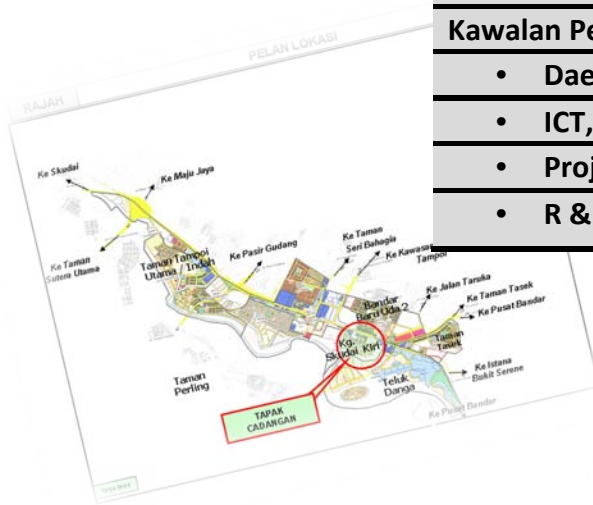 PELAN LOKASI
RAJAH
Kawalan Pe
• Dae
• ICT,
• Proj
• R &
Ke Skudai
Ke Maju Jaya
Ke Taman
Sutera Utama
Taman Tampoi
Utama / Indah
Ke Pasir Gudang
Ke Taman
Seri Bahagia
Ke Kawasan
Tampoi
Ke Jalan Taruka
Ke Taman Tasek
Ke Pusat Bandar
Bandar
Baru Uda 2
Taman
Tasek
Kg.
Skudai Kiri
Ke Istana
Bukit Serene
Taman
Perling
Teluk
Danga
Ke Pusat Bandar
TAPAK
CADANGAN